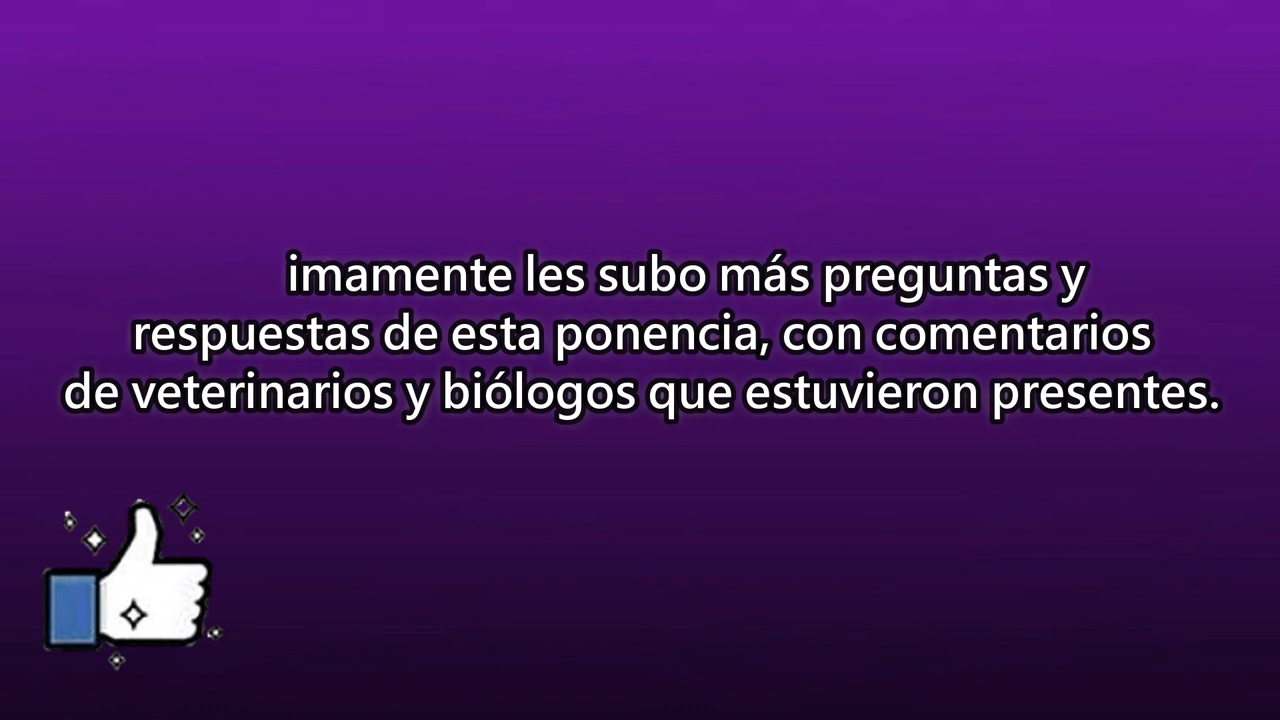 imamente les subo más preguntas y
respuestas de esta ponencia, con comentarios
de veterinarios y biólogos que estuvieron presentes.